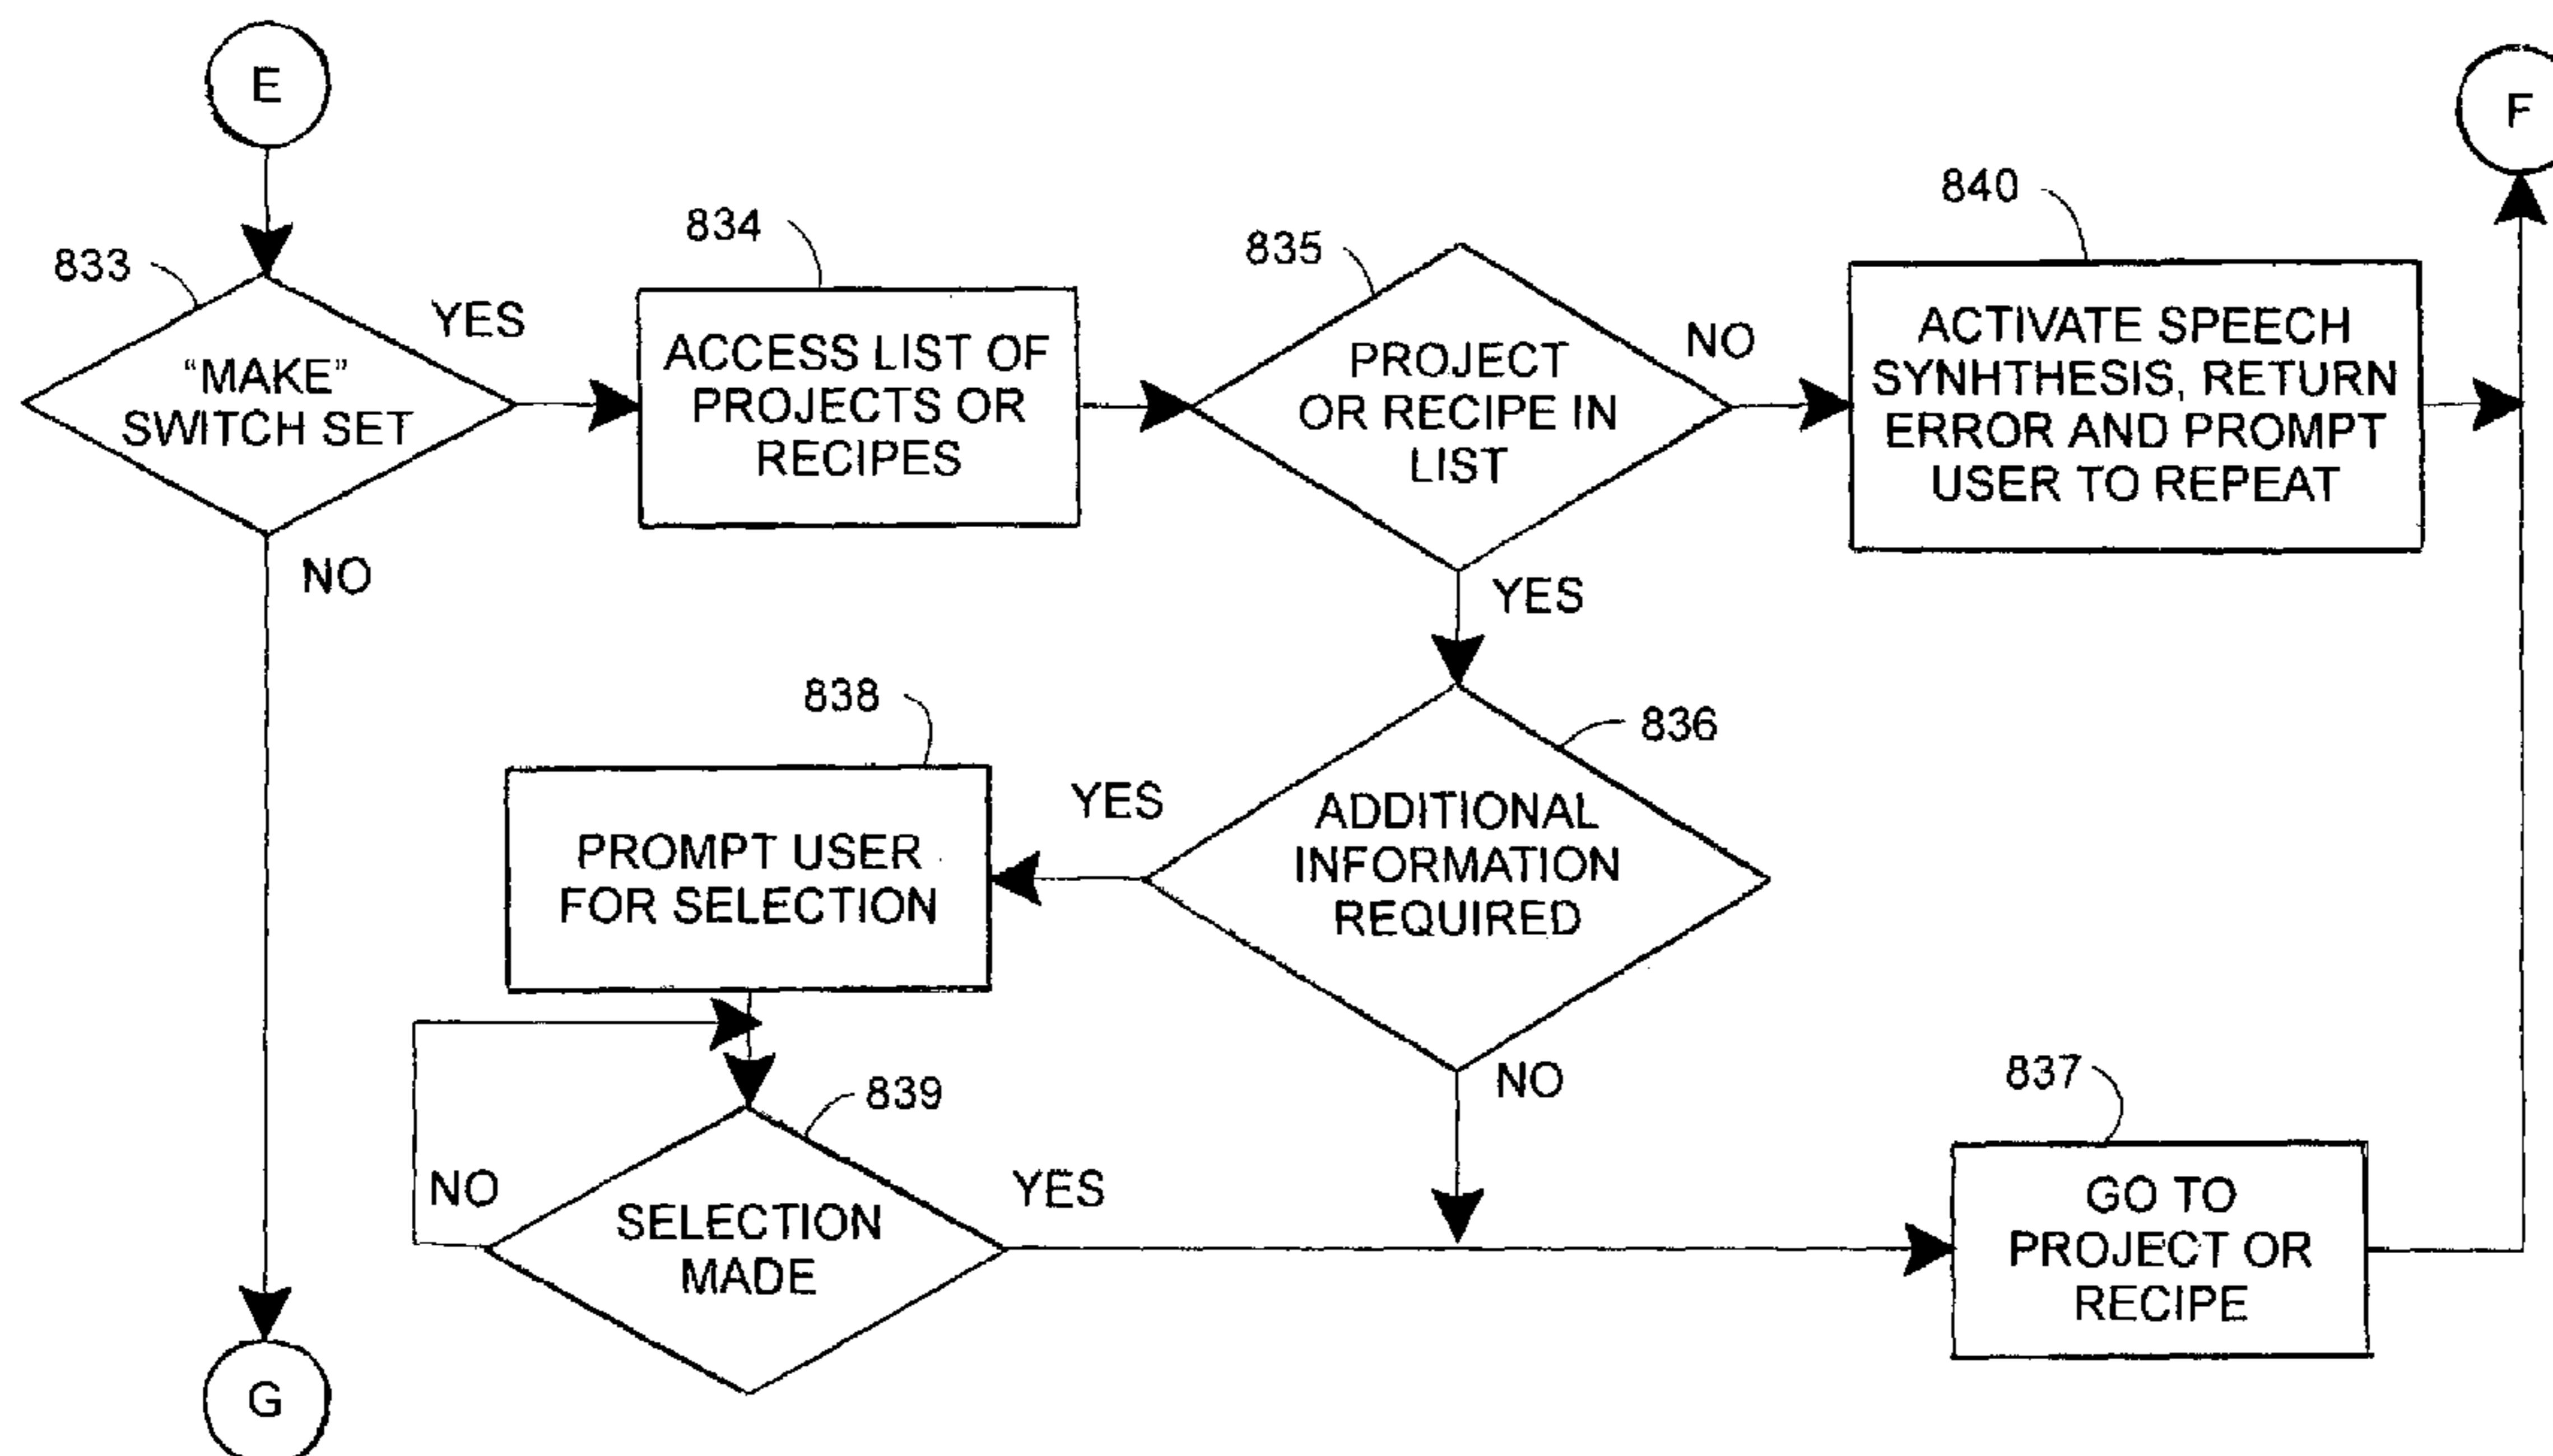 E
F
833
"MAKE"
SWITCH SET
YES
NO
834
ACCESS LIST OF
PROJECTS OR
RECIPES
835
PROJECT
OR RECIPE IN
LIST
NO
YES
840
ACTIVATE SPEECH
SYNHTHESIS, RETURN
ERROR AND PROMPT
USER TO REPEAT
836
ADDITIONAL
INFORMATION
REQUIRED
YES
NO
838
PROMPT USER
FOR SELECTION
839
SELECTION
MADE
NO
YES
837
GO TO
PROJECT OR
RECIPE
G